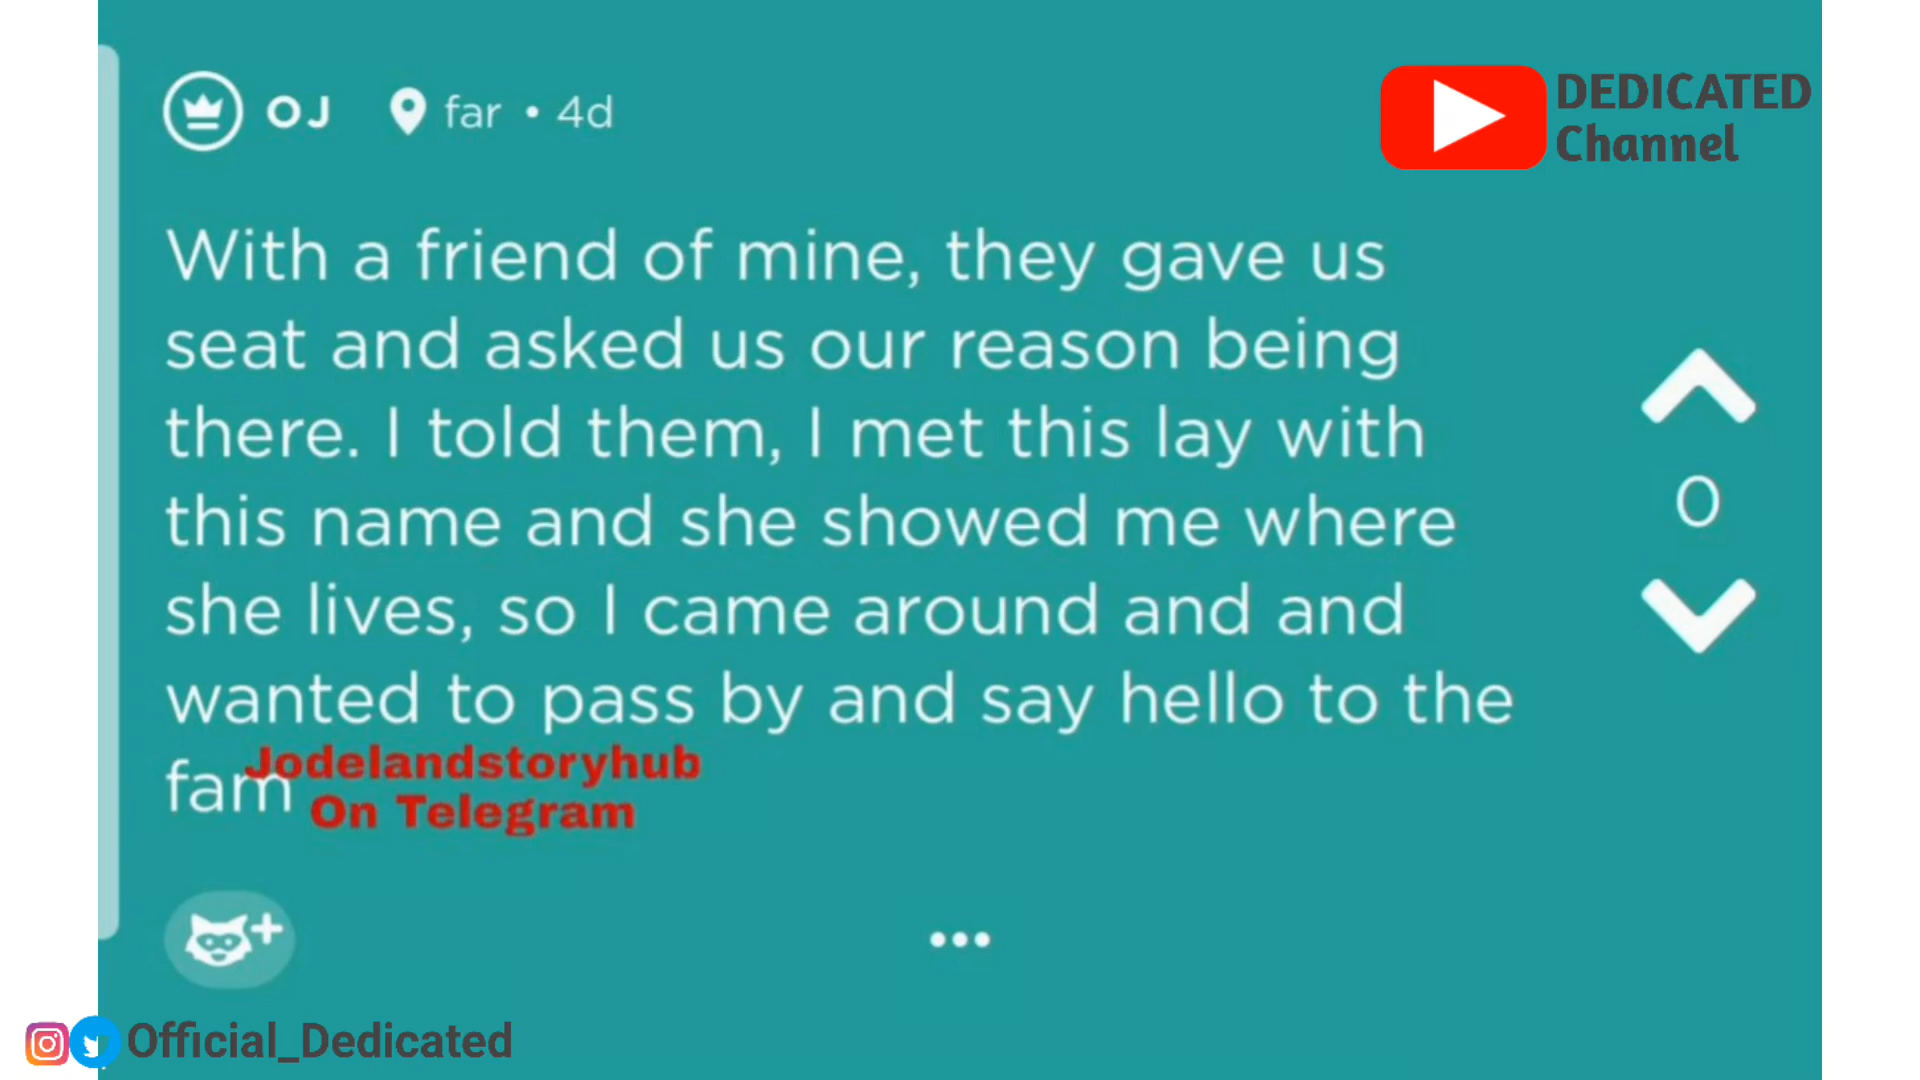 OJ far • 4d
DEDICATED
Channel
With a friend of mine, they gave us
seat and asked us our reason being
there. I told them, I met this lay with
this name and she showed me where
she lives, so I came around and and
wanted to pass by and say hello to the
fam
Jodelandstoryhub
On Telegram
0
Official_Dedicated